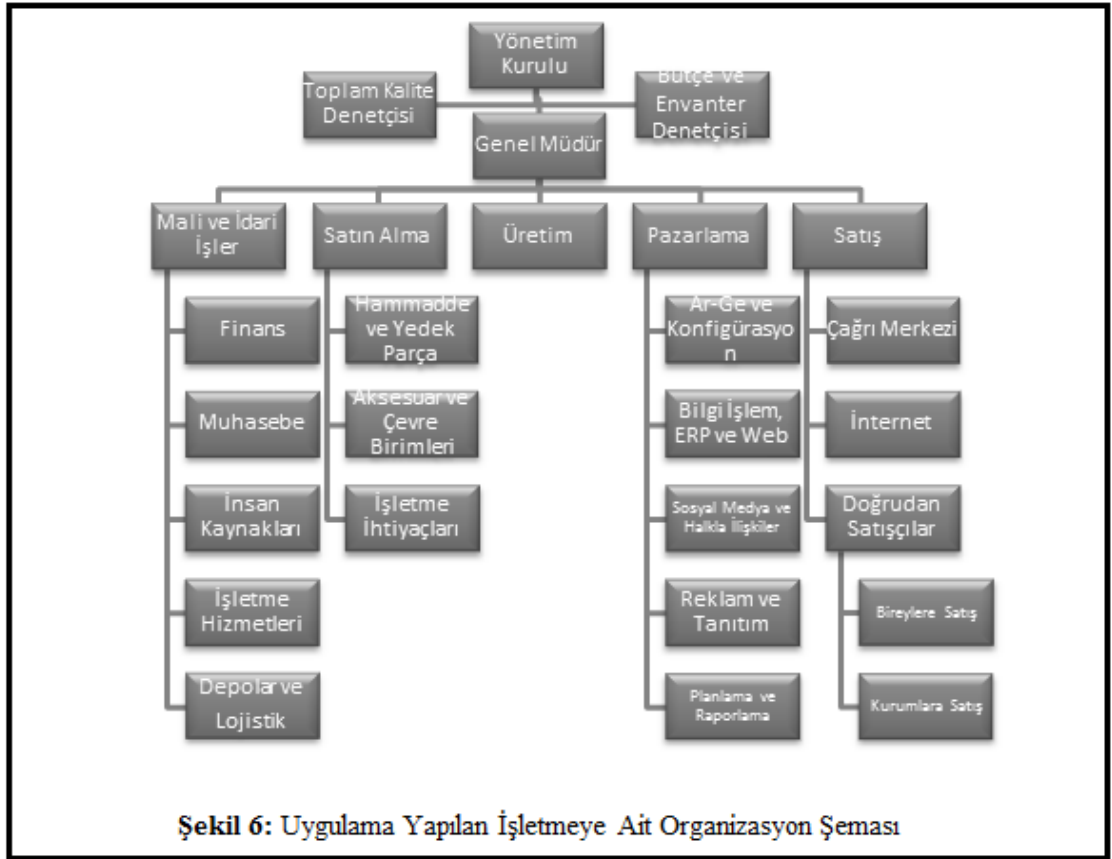 Yönetim
Kurulu
Toplam Kalite
Denetçisi
Bütçe ve
Envanter
Denetçisi
Genel Müdür
Mali ve İdari
İşler
Satın Alma
Üretim
Pazarlama
Satış
Finans
Muhasebe
İnsan
Kaynakları
İşletme
Hizmetleri
Depolar ve
Lojistik
Hammadde
ve Yedek
Parça
Aksesuar ve
Çevre
Birimleri
İşletme
İhtiyaçları
Ar-Ge ve
Konfigürasyo
n
Bilgi İşlem,
ERP ve Web
Sosyal Medya ve
Halkla İlişkiler
Reklam ve
Tanıtım
Planlama ve
Raporlama
Çağrı Merkezi
İnternet
Doğrudan
Satışçılar
Bireylere Satış
Kurumlara Satış
Şekil 6: Uygulama Yapılan İşletmeye Ait Organizasyon Şeması